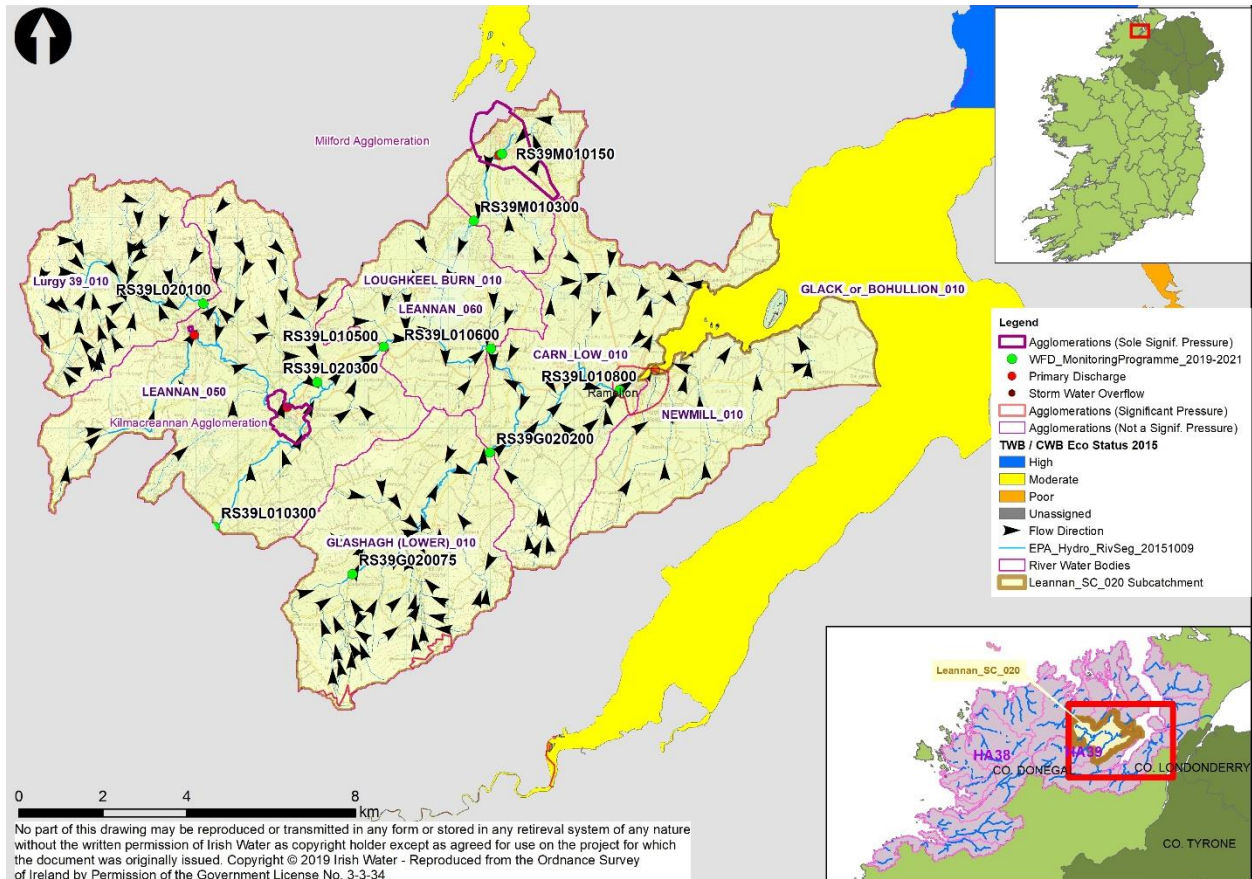 Milford Agglomeration
RS39M010150
RS39M010300
Lurgy 39_010
RS39L020100
LOUGHKEEL BURN_010
GLACK_or_BOHULLION_010
LEANNAN_060
RS39L010500
RS39L010600
CARN_LOW_010
RS39L020300
RS39L010800
Ramelton
LEANNAN_050
NEWMILL_010
Kilmacreannan Agglomeration
RS39G020200
RS39L010300
GLASHAGH (LOWER)_010
RS39G020075
Legend
Agglomerations (Sole Signif. Pressure)
WFD_MonitoringProgramme_2019-2021
Primary Discharge
Storm Water Overflow
Agglomerations (Significant Pressure)
Agglomerations (Not a Signif. Pressure)
TWB / CWB Eco Status 2015
High
Moderate
Poor
Unassigned
Flow Direction
EPA_Hydro_RivSeg_20151009
River Water Bodies
Leannan_SC_020 Subcatchment
Leannan_SC_020
HA38
HA39
CO. DONEGAL
CO. LONDONDERRY
CO. TYRONE
0 2 4 8
km
No part of this drawing may be reproduced or transmitted in any form or stored in any retireval system of any nature
without the written permission of Irish Water as copyright holder except as agreed for use on the project for which
the document was originally issued. Copyright © 2019 Irish Water - Reproduced from the Ordnance Survey
of Ireland by Permission of the Government License No. 3-3-34